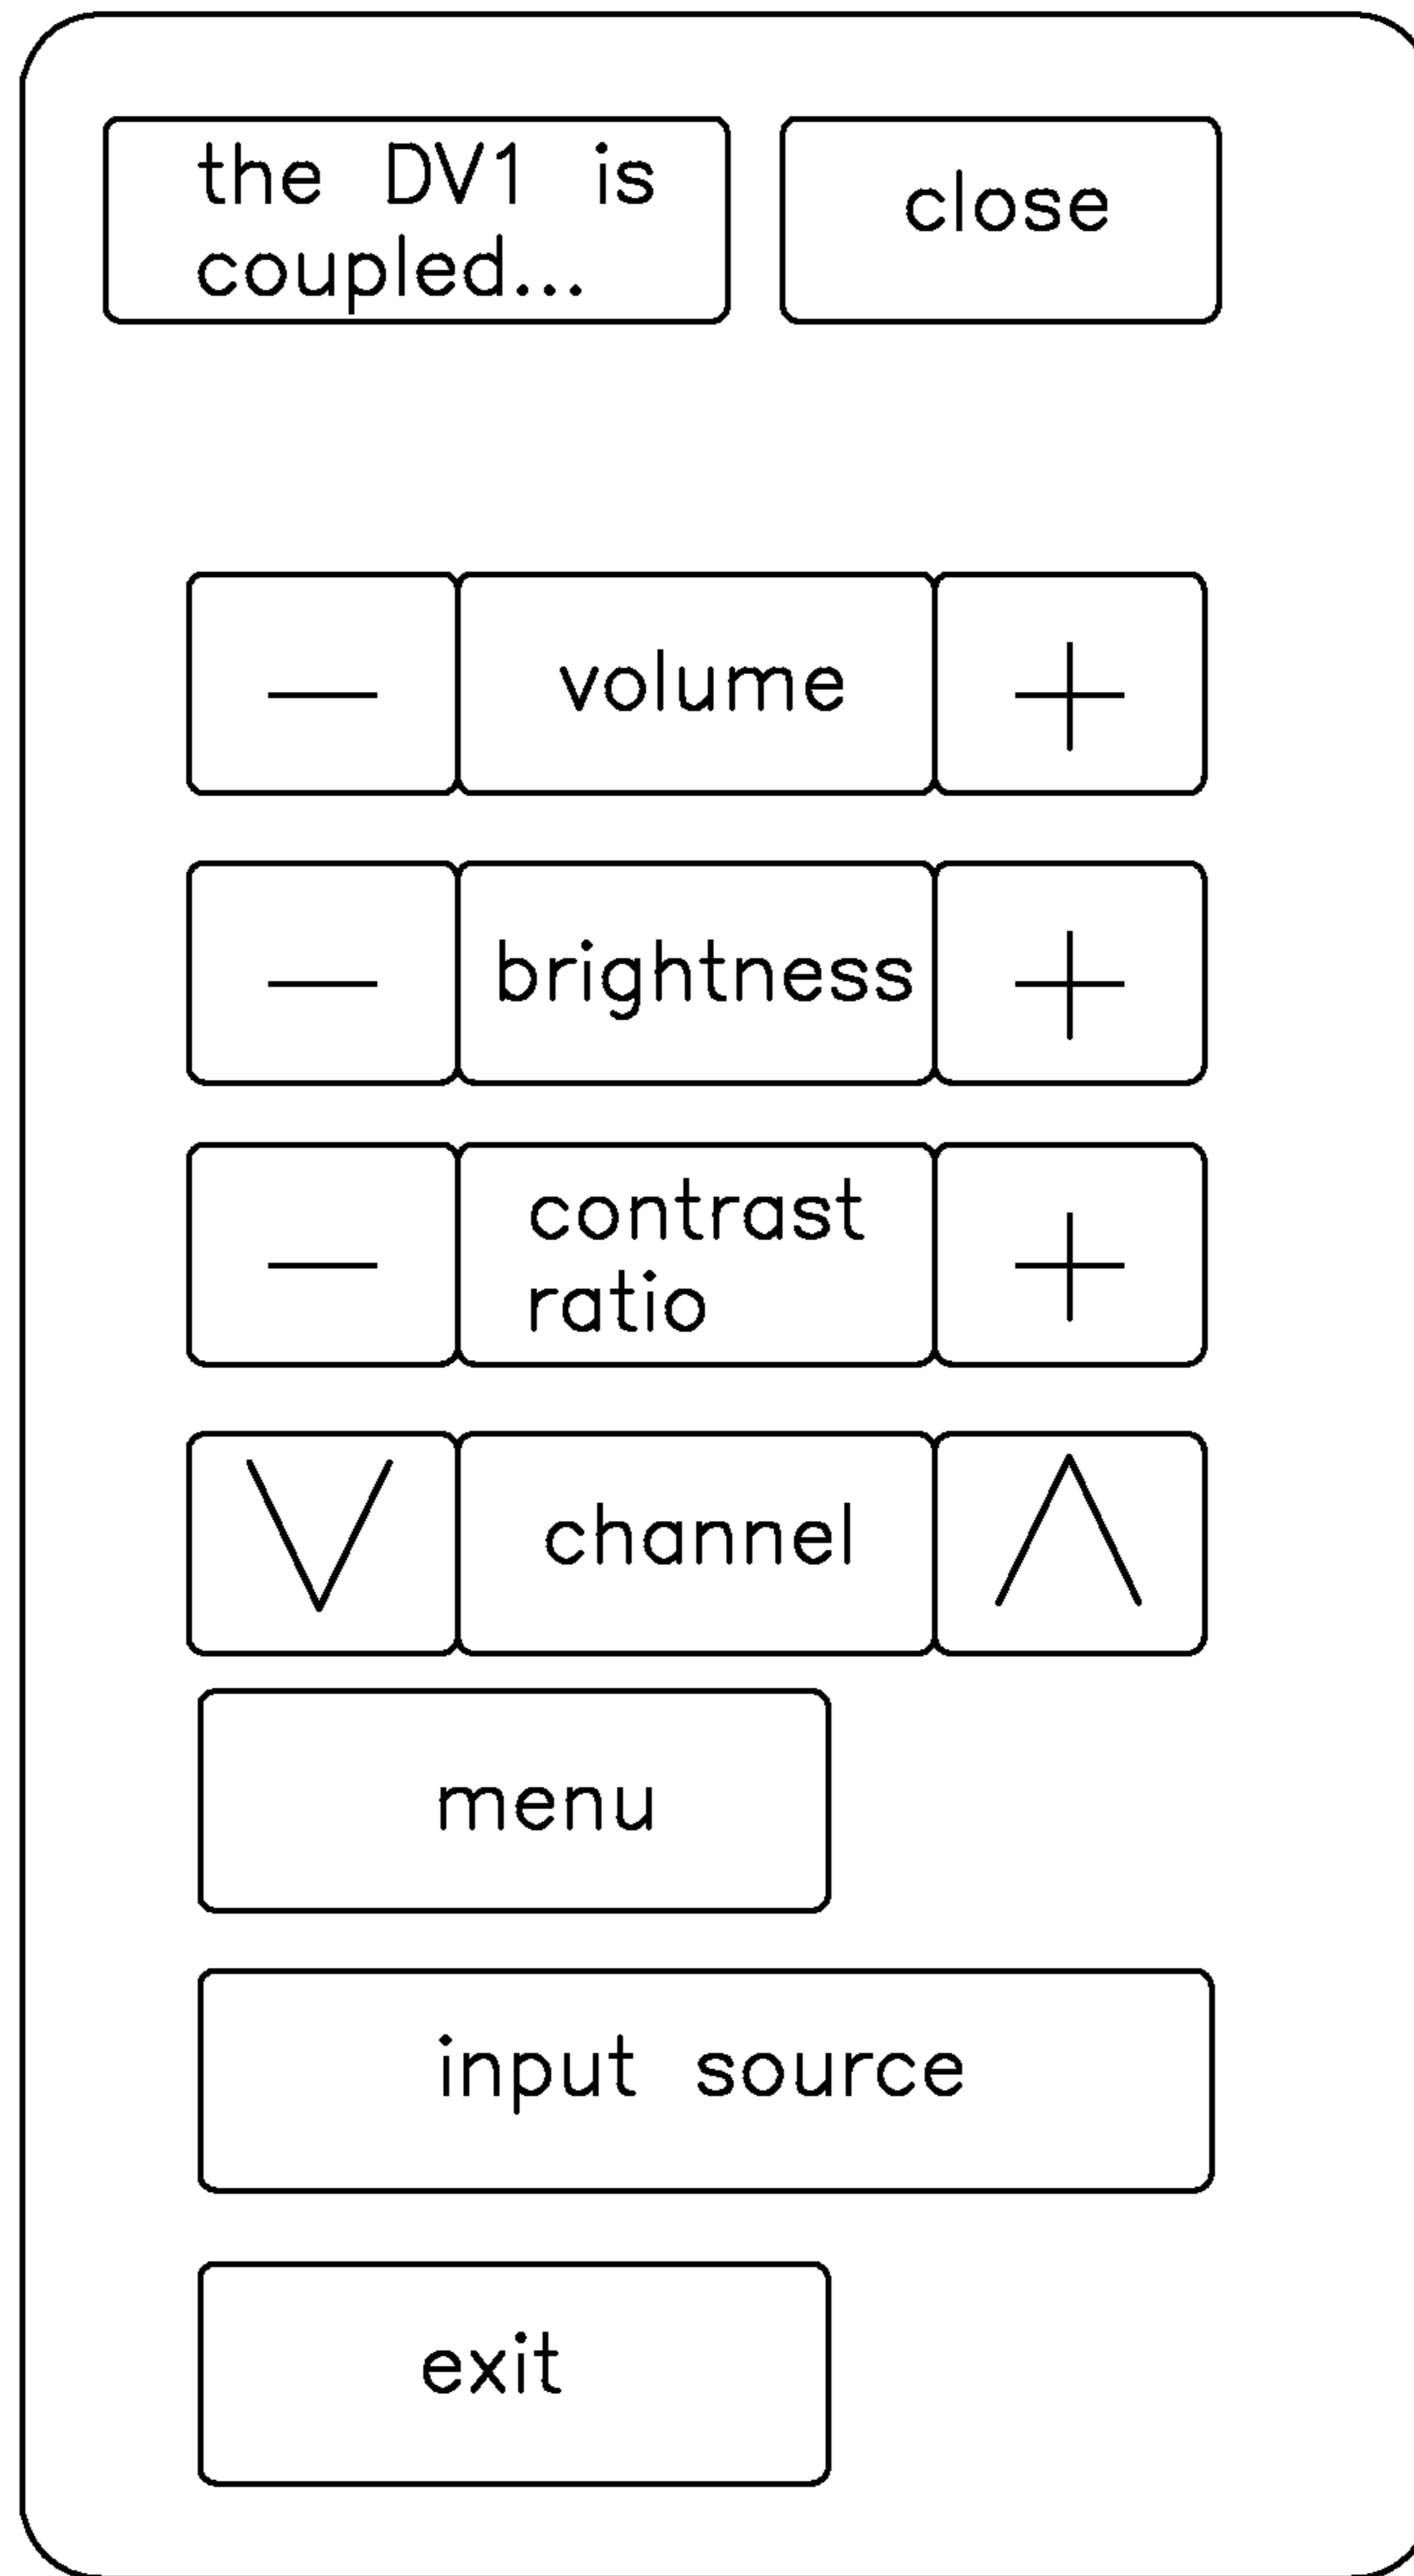 the DV1 is
coupled...
close
— volume +
— brightness +
— contrast
ratio +
channel
menu
input source
exit